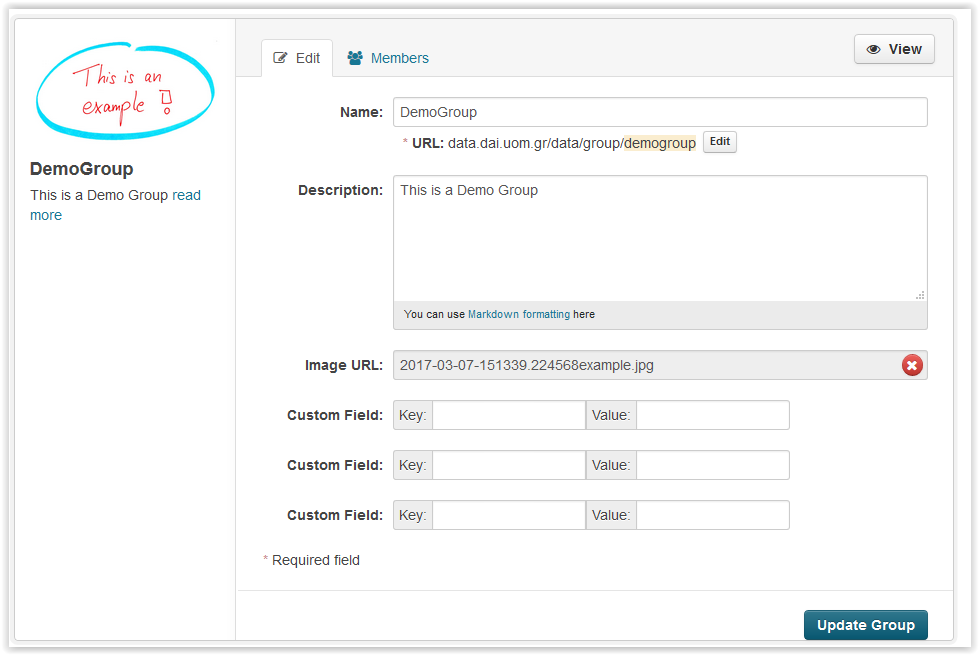 This is an
example !
DemoGroup
This is a Demo Group read
more
Edit
Members
View
Name: DemoGroup
* URL: data.dai.uom.gr/data/group/demogroup Edit
Description: This is a Demo Group
You can use Markdown formatting here
Image URL: 2017-03-07-151339.224568example.jpg
Custom Field: Key: Value:
Custom Field: Key: Value:
Custom Field: Key: Value:
* Required field
Update Group